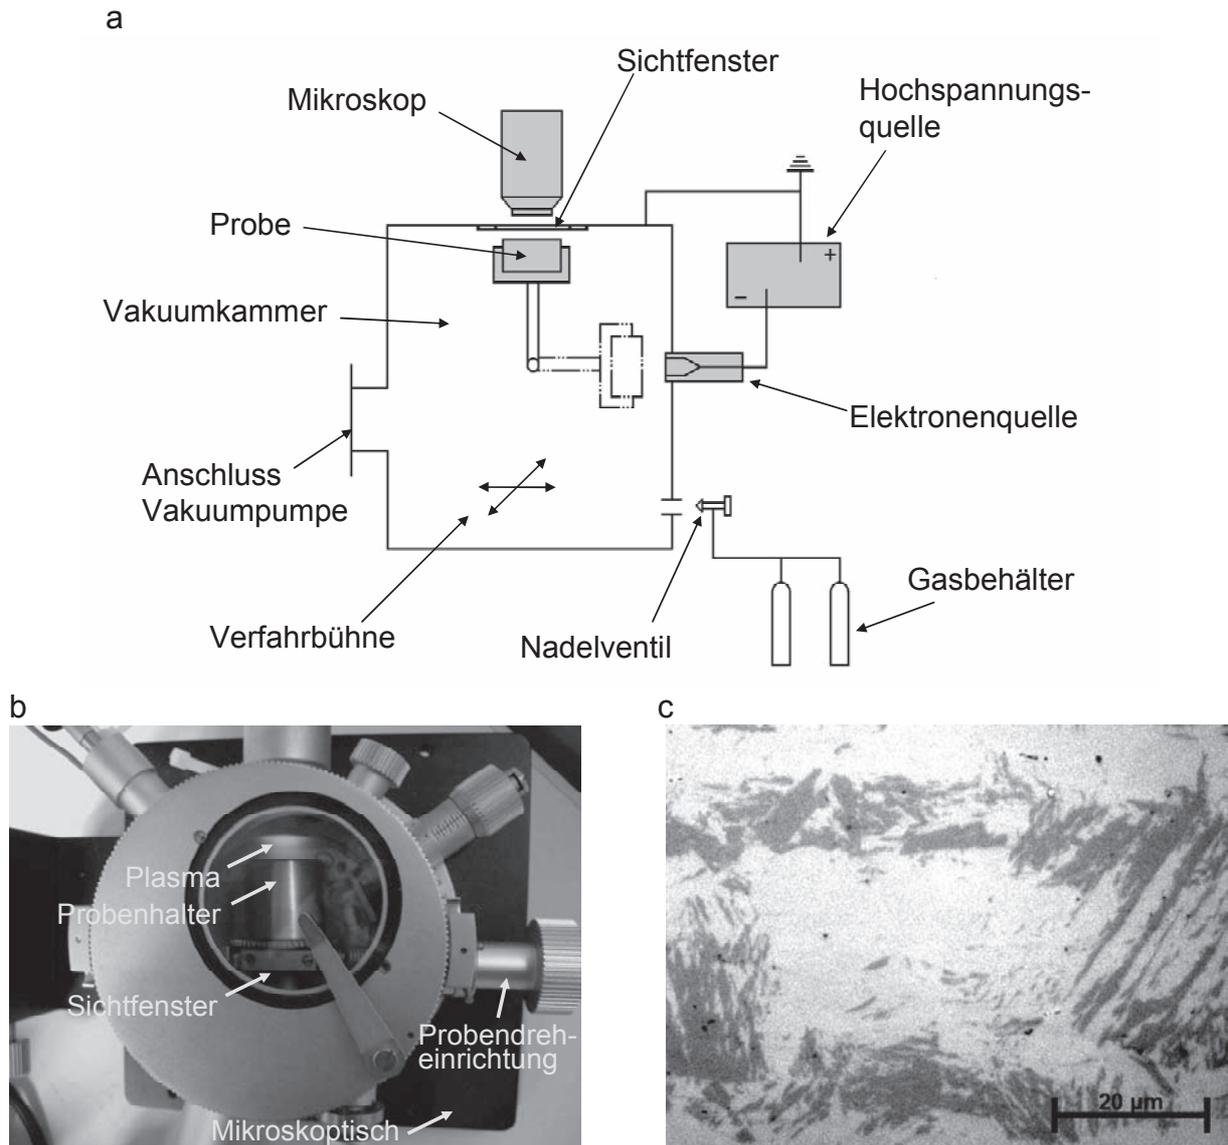 a
Sichtfenster
Mikroskop
Hochspannungs-
quelle
Probe
+
Vakuumkammer
–
Elektronenquelle
Anschluss
Vakuumpumpe
Gasbehälter
Verfahrbühne
Nadelventil
b
Plasma
Probenhalter
Sichtfenster
Probendreh-
einrichtung
Mikroskoptisch
c
20 µm